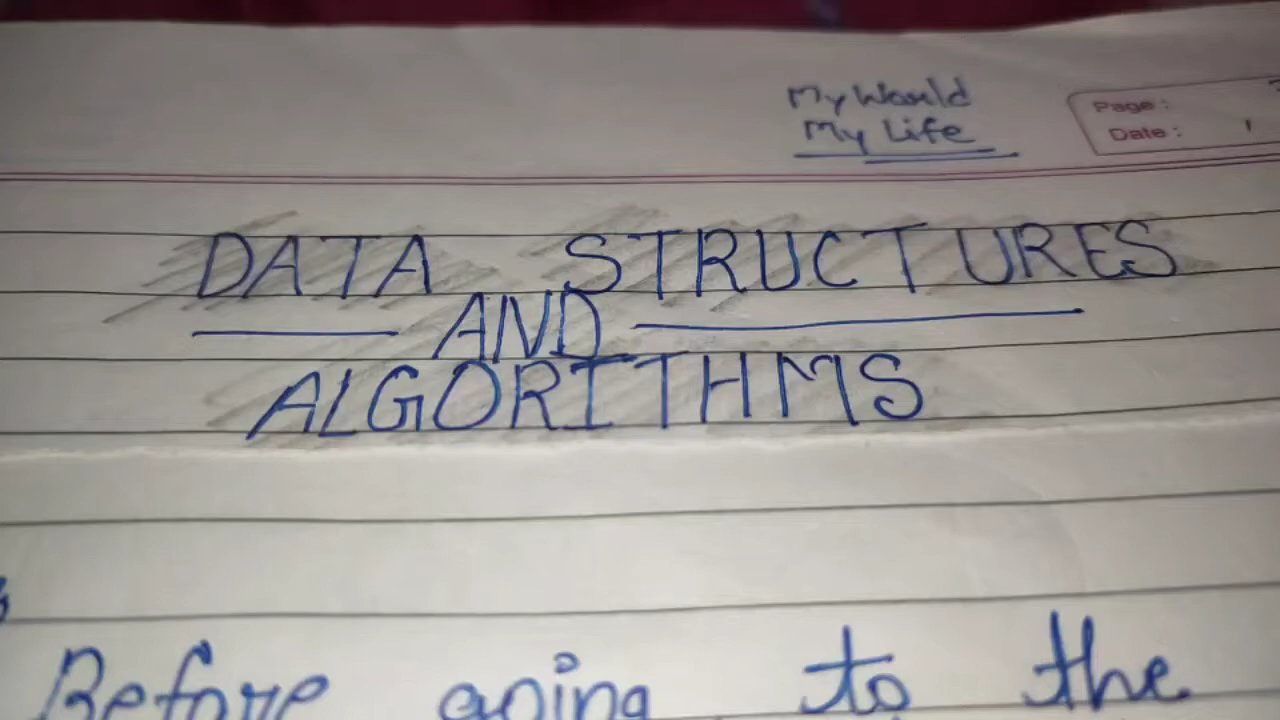 My World
My Life
Page:
Date:
DATA STRUCTURES
AND
ALGORITHMS
Before going to the